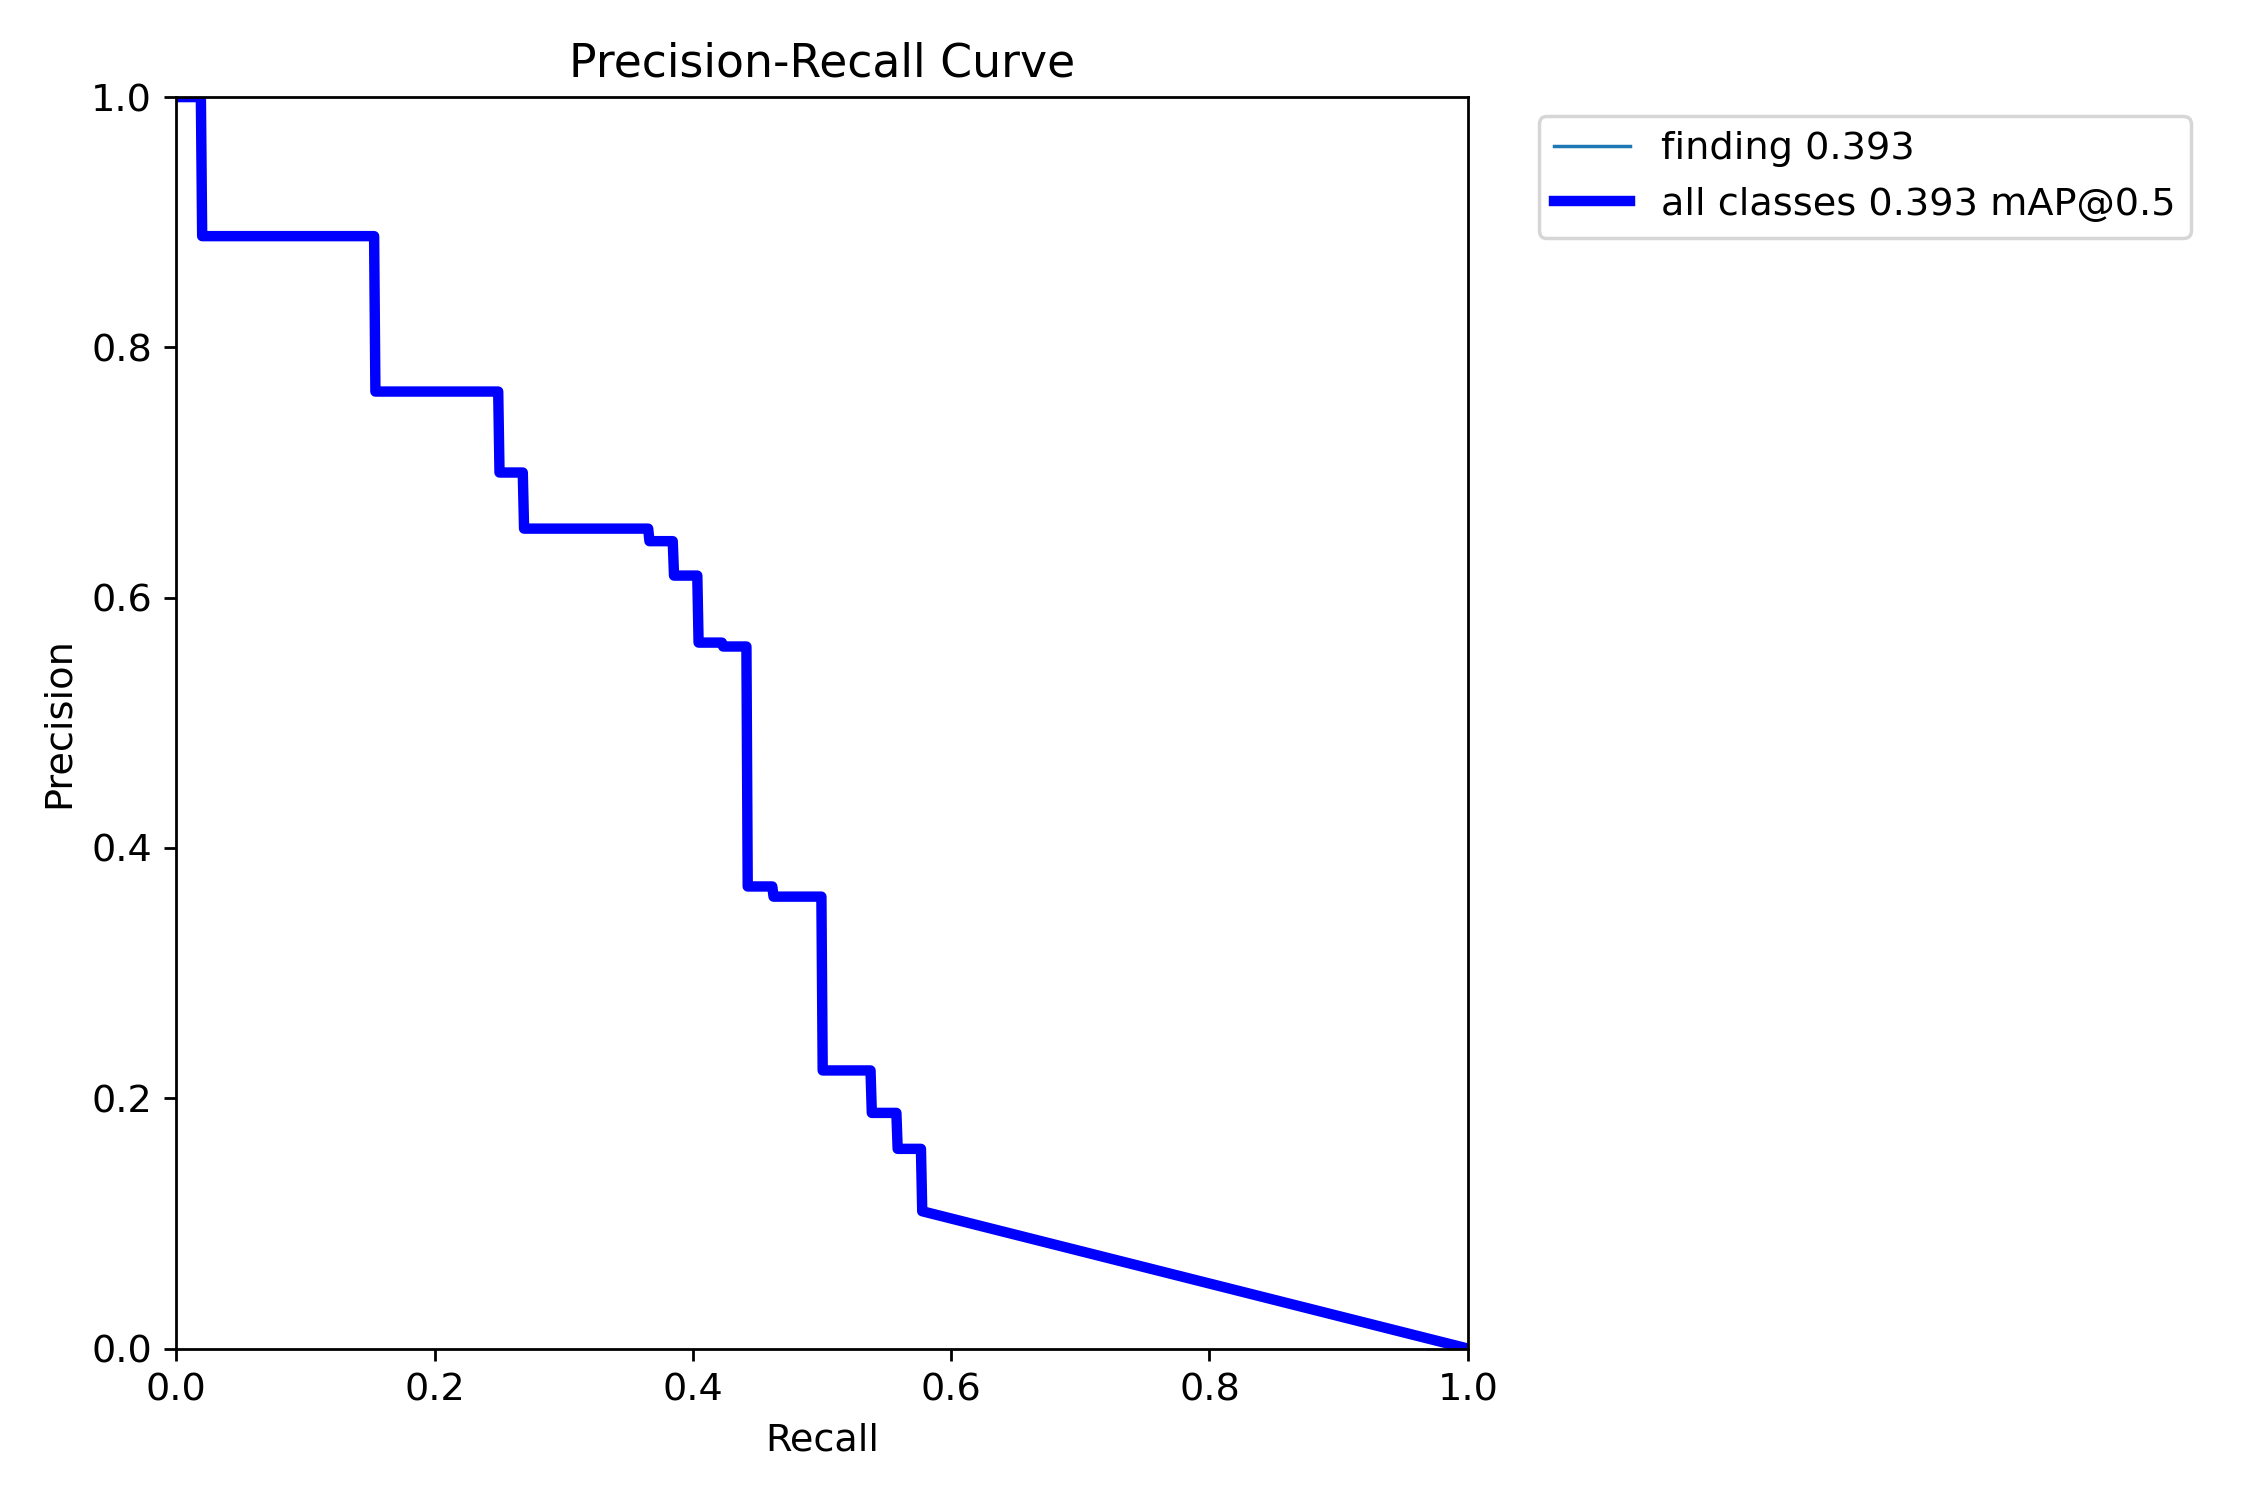 Precision-Recall Curve
finding 0.393
all classes 0.393 mAP@0.5
1.0
0.8
0.6
0.4
0.2
0.0
Precision
0.0 0.2 0.4 0.6 0.8 1.0
Recall